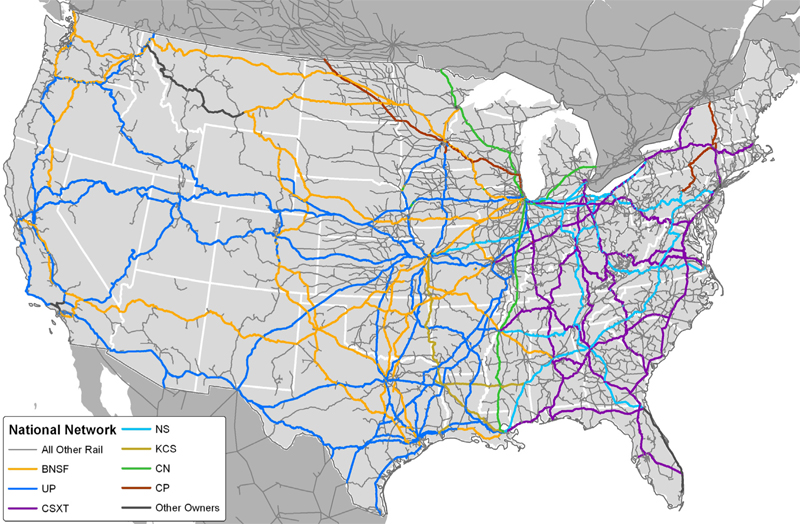 National Network
All Other Rail
BNSF
UP
CSXT
NS
KCS
CN
CP
Other Owners